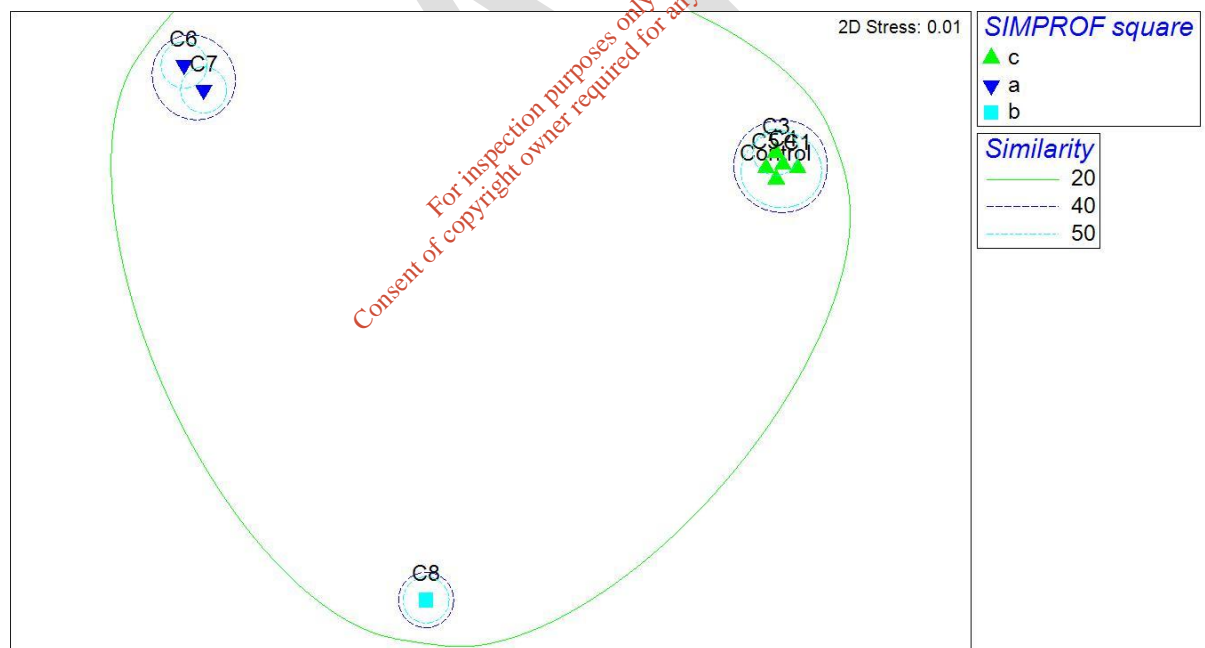 2D Stress: 0.01
SIMPROF square
c
a
b
Similarity
20
40
50
C6
C7
C3
C1
Control
C8
For inspection purposes only
Consent of copyright owner required for any